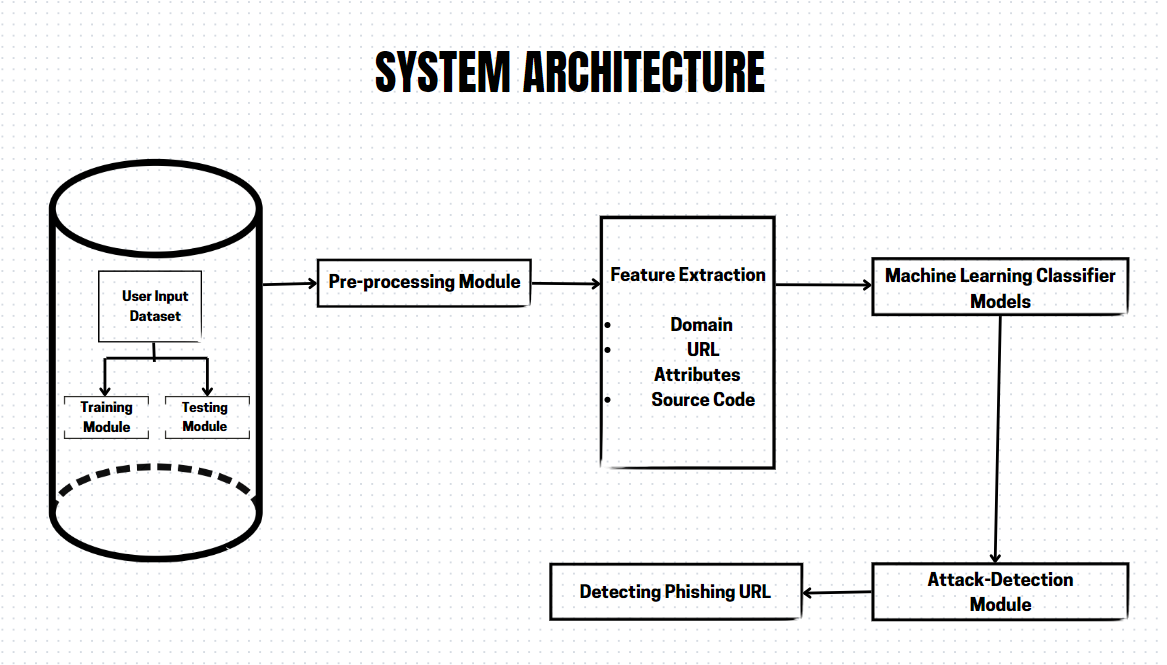 SYSTEM ARCHITECTURE
User Input
Dataset
Training
Module
Testing
Module
Pre-processing Module
Feature Extraction
• Domain
• URL
Attributes
• Source Code
Machine Learning Classifier
Models
Attack-Detection
Module
Detecting Phishing URL